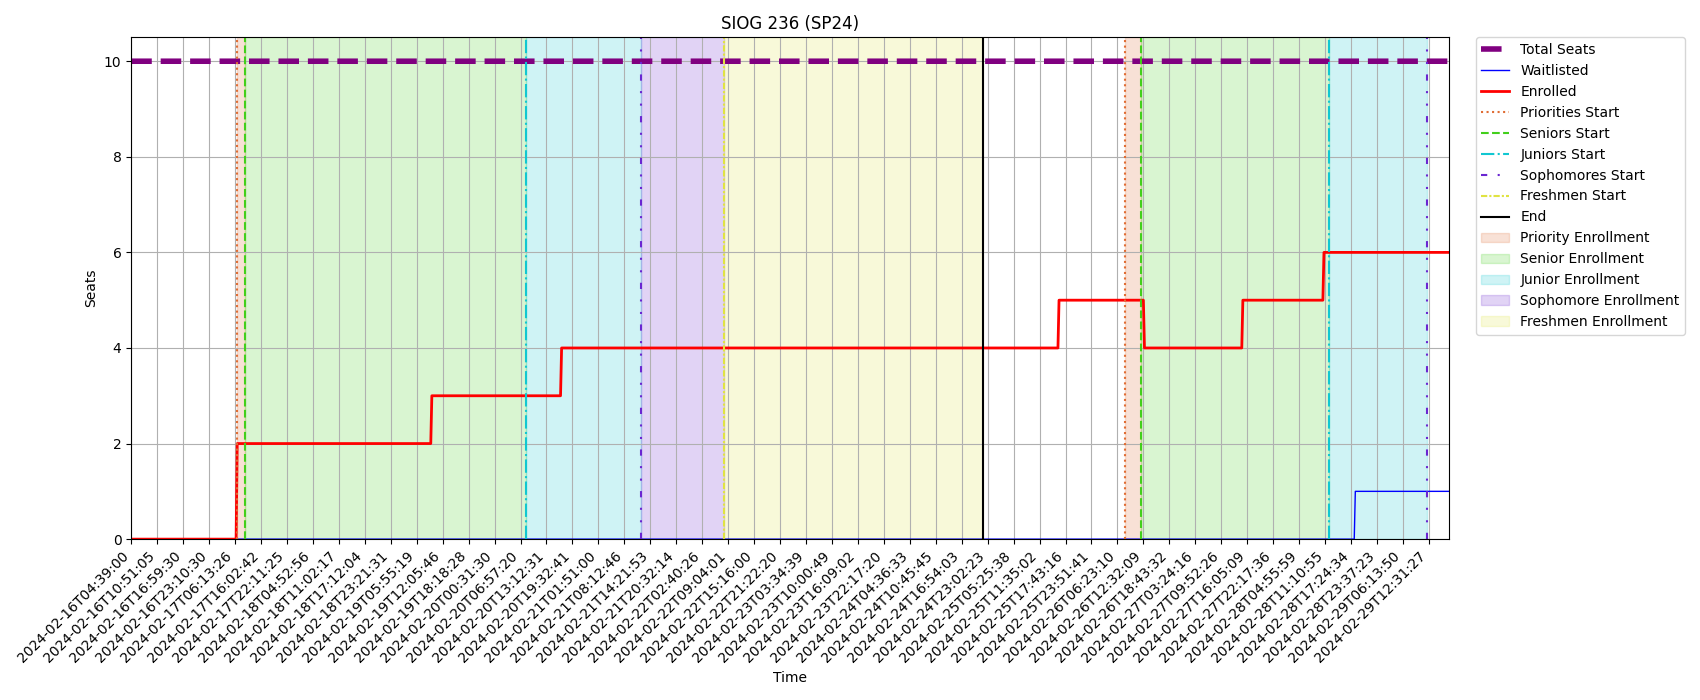 SIOG 236 (SP24)
Seats
10
8
6
4
2
0
2024-02-16T04:39:00
2024-02-16T10:51:05
2024-02-16T16:59:30
2024-02-16T23:10:30
2024-02-17T06:13:26
2024-02-17T16:02:42
2024-02-17T22:11:25
2024-02-18T04:52:56
2024-02-18T11:02:17
2024-02-18T17:12:04
2024-02-18T23:21:31
2024-02-19T05:55:19
2024-02-19T12:05:46
2024-02-19T18:18:28
2024-02-20T00:31:30
2024-02-20T06:57:20
2024-02-20T13:12:31
2024-02-20T19:32:41
2024-02-21T01:51:00
2024-02-21T08:12:46
2024-02-21T14:21:53
2024-02-21T20:32:14
2024-02-22T02:40:26
2024-02-22T09:04:01
2024-02-22T15:16:00
2024-02-22T21:22:20
2024-02-23T03:34:39
2024-02-23T10:00:49
2024-02-23T16:09:02
2024-02-23T22:17:20
2024-02-24T04:36:33
2024-02-24T10:45:45
2024-02-24T16:54:03
2024-02-24T23:02:23
2024-02-25T05:25:38
2024-02-25T11:35:02
2024-02-25T17:43:16
2024-02-25T23:51:41
2024-02-26T06:23:10
2024-02-26T12:32:09
2024-02-26T18:43:32
2024-02-27T03:24:16
2024-02-27T09:52:26
2024-02-27T16:05:09
2024-02-27T22:17:36
2024-02-28T04:55:59
2024-02-28T11:10:55
2024-02-28T17:24:34
2024-02-28T23:37:23
2024-02-29T06:13:50
2024-02-29T12:31:27
Time
Total Seats
Waitlisted
Enrolled
Priorities Start
Seniors Start
Juniors Start
Sophomores Start
Freshmen Start
End
Priority Enrollment
Senior Enrollment
Junior Enrollment
Sophomore Enrollment
Freshmen Enrollment